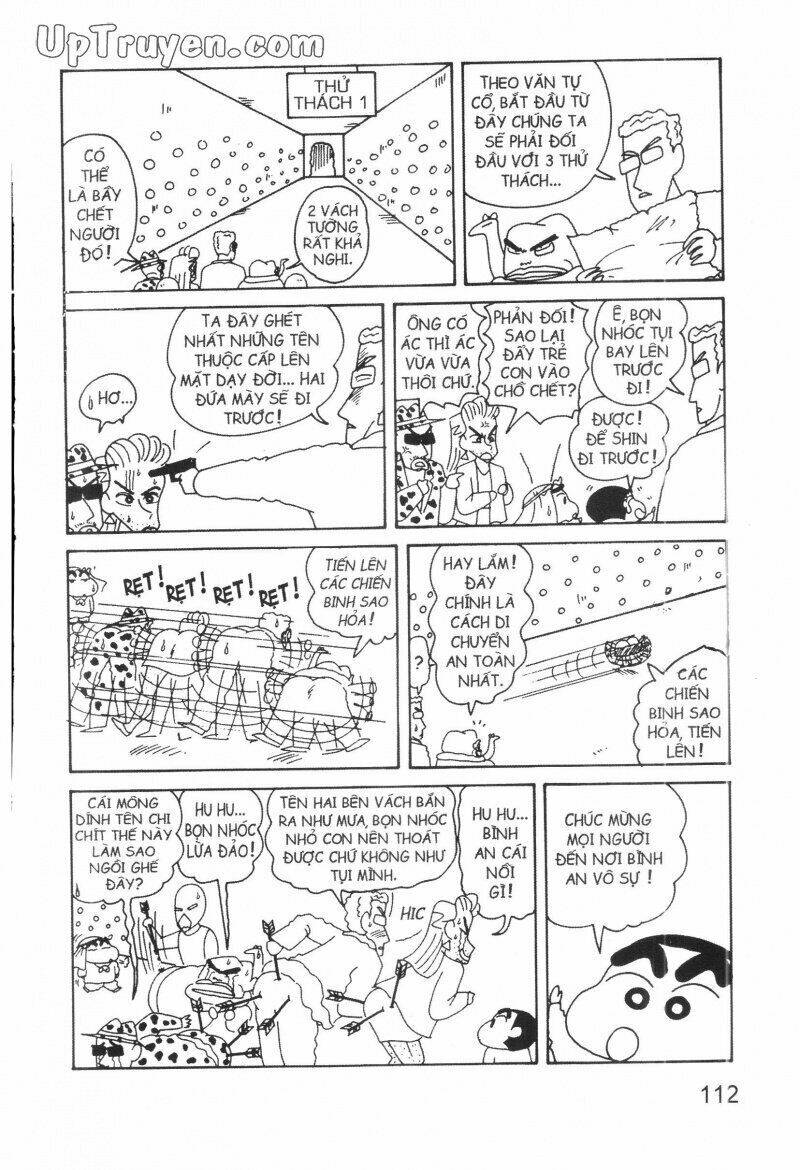 UpTruyen.com
THEO VĂN TỰ
CỔ, BẮT ĐẦU TỪ
ĐÂY CHÚNG TA
SẼ PHẢI ĐỐI
ĐẦU VỚI 3 THỬ
THÁCH...
THỬ
THÁCH 1
2 VÁCH
TƯỜNG
RẤT KHẢ
NGHI.
CÓ
THỂ
LÀ BẪY
CHẾT
NGƯỜI
ĐÓ!
Ê, BỌN
NHÓC TỤI
BAY LÊN
TRƯỚC
ĐI!
ĐƯỢC!
ĐỂ SHIN
ĐI TRƯỚC!
PHẢN ĐỐI!
SAO LẠI
ĐẨY TRẺ
CON VÀO
CHỖ CHẾT?
ÔNG CÓ
ÁC THÌ ÁC
VỪA VỪA
THÔI CHỨ.
TA ĐÂY GHÉT
NHẤT NHỮNG TÊN
THUỘC CẤP LÊN
MẶT DẠY ĐỜI... HAI
ĐỨA MÀY SẼ ĐI
TRƯỚC!
HƠ...
HAY LẮM!
ĐÂY
CHÍNH LÀ
CÁCH DI
CHUYỂN
AN TOÀN
NHẤT.
?
CÁC
CHIẾN
BINH SAO
HỎA, TIẾN
LÊN!
TIẾN LÊN
CÁC CHIẾN
BINH SAO
HỎA!
RẸT! RẸT! RẸT! RẸT!
CHÚC MỪNG
MỌI NGƯỜI
ĐẾN NƠI BÌNH
AN VÔ SỰ!
HU HU...
BÌNH
AN CÁI
NỒI
GÌ!
TÊN HAI BÊN VÁCH BẮN
RA NHƯ MƯA, BỌN NHÓC
NHỎ CON NÊN THOÁT
ĐƯỢC CHỨ KHÔNG NHƯ
TỤI MÌNH.
HIC
HU HU...
BỌN NHÓC
LỪA ĐẢO!
CÁI MÔNG
DÍNH TÊN CHI
CHÍT THẾ NÀY
LÀM SAO
NGỒI GHẾ
ĐÂY?
112